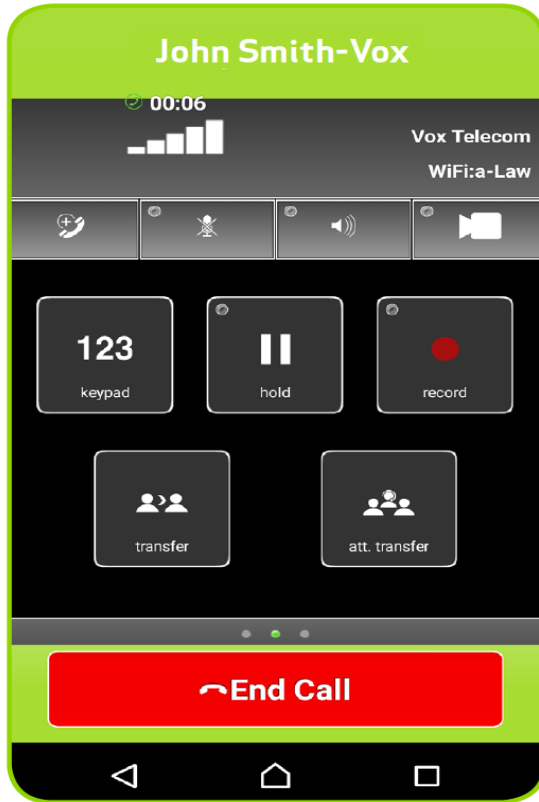 John Smith-Vox
00:06
Vox Telecom
WiFi:a-Law
123
keypad
hold
record
transfer
att. transfer
End Call